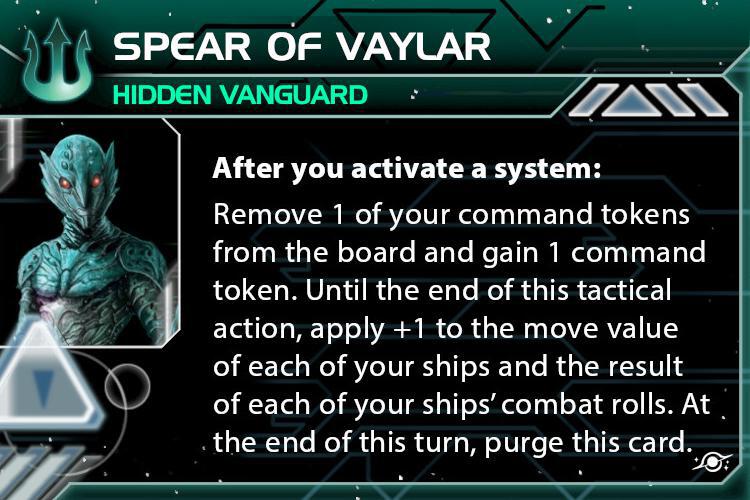 SPEAR OF VAYLAR
HIDDEN VANGUARD
After you activate a system:
Remove 1 of your command tokens
from the board and gain 1 command
token. Until the end of this tactical
action, apply +1 to the move value
of each of your ships and the result
of each of your ships’ combat rolls. At
the end of this turn, purge this card.